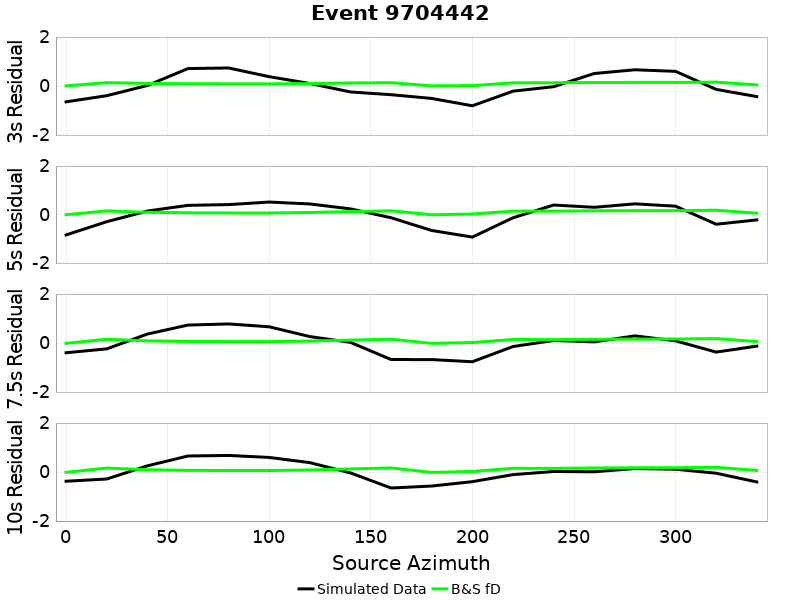 Event 9704442
3s Residual
2
0
-2
5s Residual
2
0
-2
7.5s Residual
2
0
-2
10s Residual
2
0
-2
0 50 100 150 200 250 300
Source Azimuth
Simulated Data B&S fD